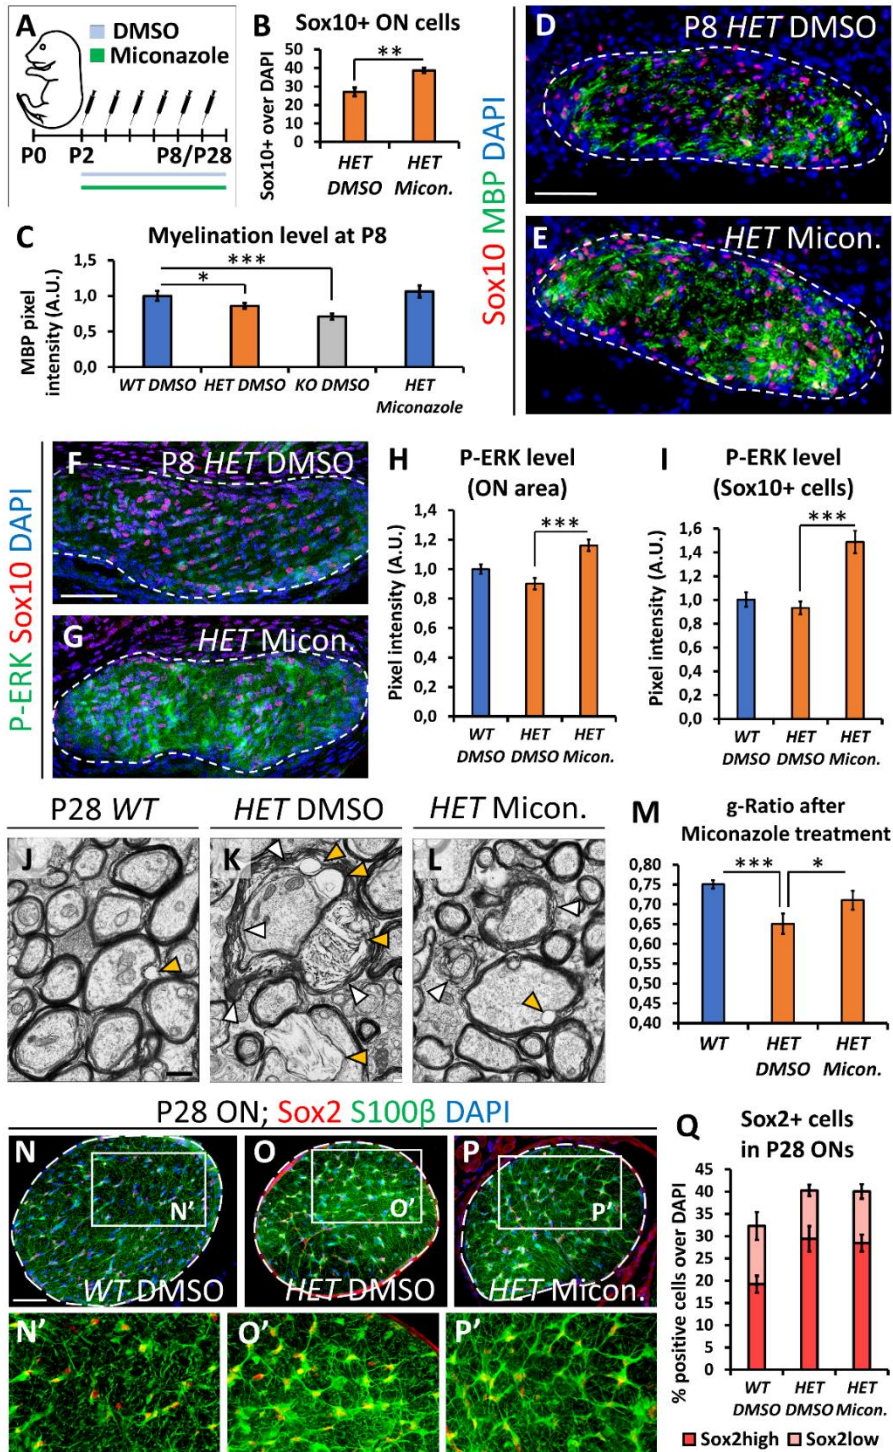 A
DMSO
Miconazole
P0 P2 P8/P28
B Sox10+ ON cells
Sox10+ over DAPI
50
40
30
20
10
0
**
HET
DMSO
HET
Micon.
C Myelination level at P8
MBP pixel
intensity (A.U.)
1,5
1,0
0,5
0,0
***
*
WT DMSO
HET DMSO
KO DMSO
HET
Miconazole
Sox10 MBP DAPI
D P8 HET DMSO
E HET Micon.
P-ERK Sox10 DAPI
F P8 HET DMSO
G HET Micon.
H P-ERK level
(ON area)
Pixel intensity (A.U.)
1,4
1,2
1,0
0,8
0,6
0,4
0,2
0,0
***
WT
DMSO
HET
DMSO
HET
Micon.
I P-ERK level
(Sox10+ cells)
Pixel intensity (A.U.)
1,6
1,4
1,2
1,0
0,8
0,6
0,4
0,2
0,0
***
WT
DMSO
HET
DMSO
HET
Micon.
P28 WT
HET DMSO
HET Micon.
J
K
L
M g-Ratio after
Miconazole treatment
0,80
0,75
0,70
0,65
0,60
0,55
0,50
0,45
0,40
*** *
WT
HET
DMSO
HET
Micon.
P28 ON; Sox2 S100β DAPI
N
N'
WT DMSO
O
O'
HET DMSO
P
P'
HET Micon.
N'
O'
P'
Q Sox2+ cells
in P28 ONs
% positive cells over DAPI
45
40
35
30
25
20
15
10
5
0
WT
DMSO
HET
DMSO
HET
Micon.
Sox2high Sox2low